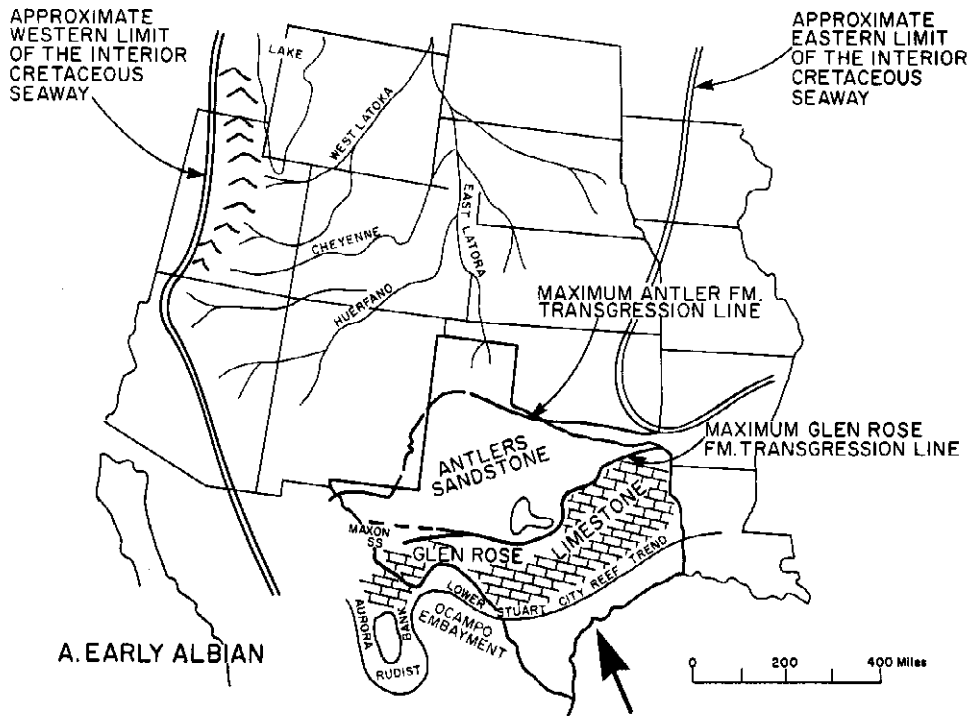 APPROXIMATE
WESTERN LIMIT
OF THE INTERIOR
CRETACEOUS
SEAWAY
APPROXIMATE
EASTERN LIMIT
OF THE INTERIOR
CRETACEOUS
SEAWAY
LAKE
WEST LATOKA
EAST LATORA
CHEYENNE
HUERFANO
MAXIMUM ANTLER FM.
TRANSGRESSION LINE
MAXIMUM GLEN ROSE
FM. TRANSGRESSION LINE
ANTLERS
SANDSTONE
MAXON
SS
GLEN ROSE
LIMESTONE
LOWER STUART CITY REEF TREND
OCAMPO
EMBAYMENT
AURORA
BANK
RUDIST
A. EARLY ALBIAN
0 200 400 Miles